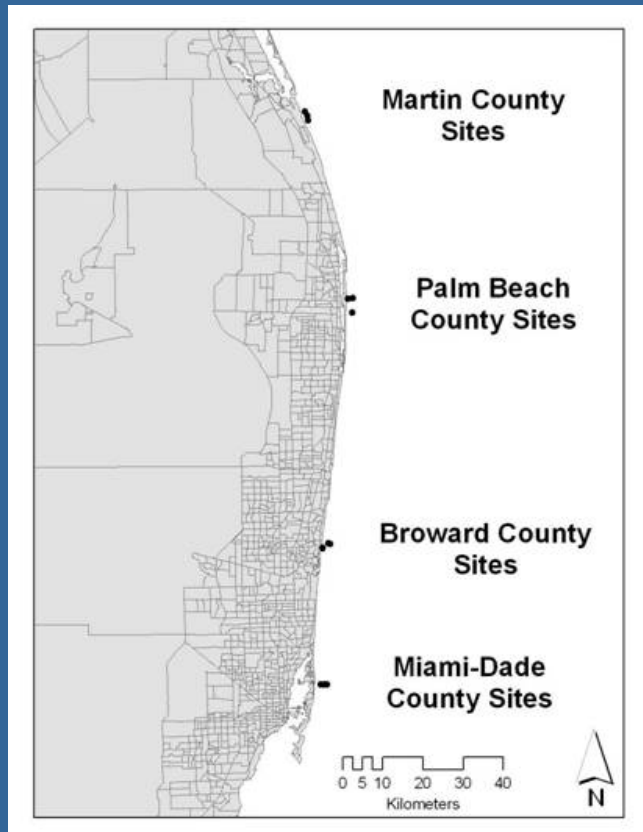 Martin County
Sites
Palm Beach
County Sites
Broward County
Sites
Miami-Dade
County Sites
0 5 10 20 30 40
Kilometers
N